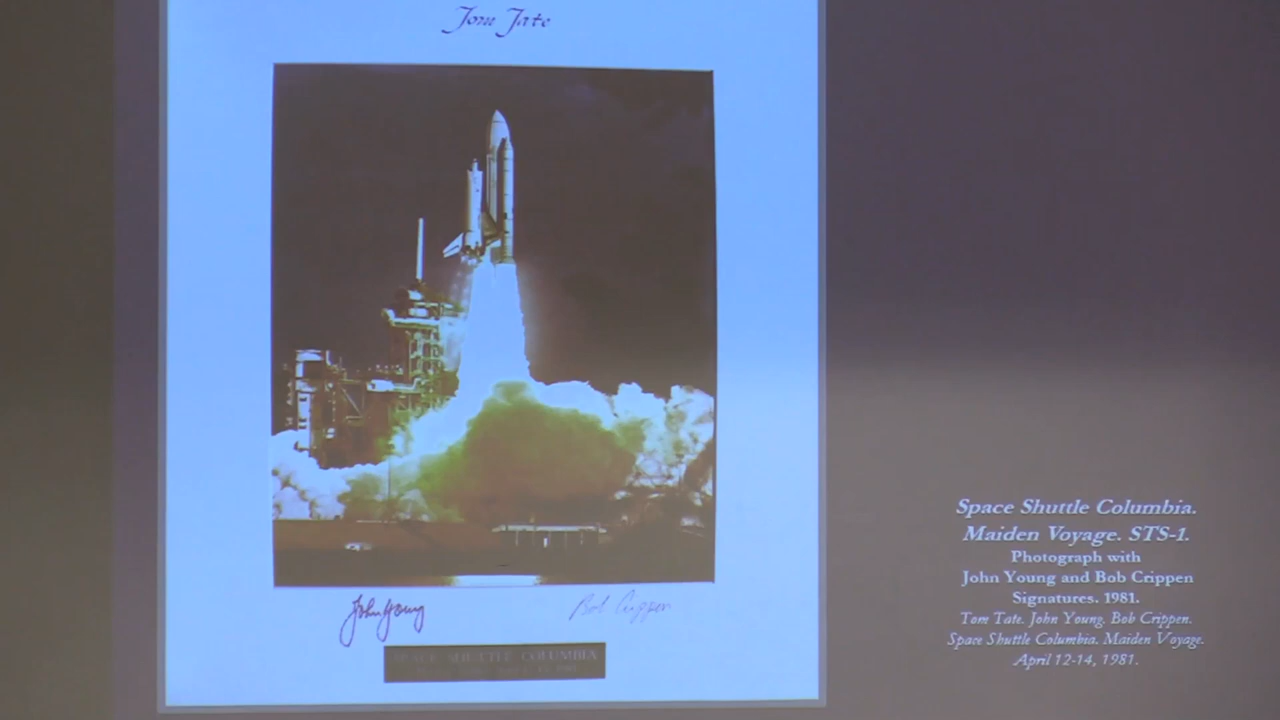 Tom Tate
John Young
Bob Crippen
SPACE SHUTTLE COLUMBIA
Space Shuttle Columbia.
Maiden Voyage. STS-1.
Photograph with
John Young and Bob Crippen
Signatures. 1981.
Tom Tate. John Young. Bob Crippen.
Space Shuttle Columbia. Maiden Voyage.
April 12-14, 1981.